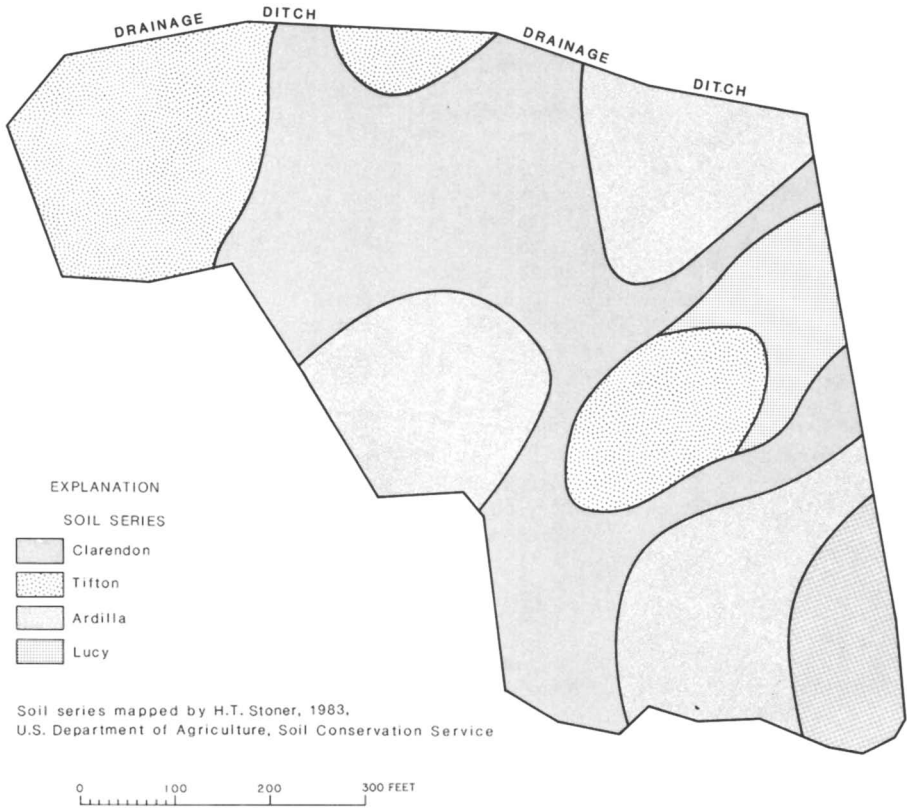 DRAINAGE DITCH
DRAINAGE DITCH
EXPLANATION
SOIL SERIES
Clarendon
Tifton
Ardilla
Lucy
Soil series mapped by H.T. Stoner, 1983,
U.S. Department of Agriculture, Soil Conservation Service
0 100 200 300 FEET